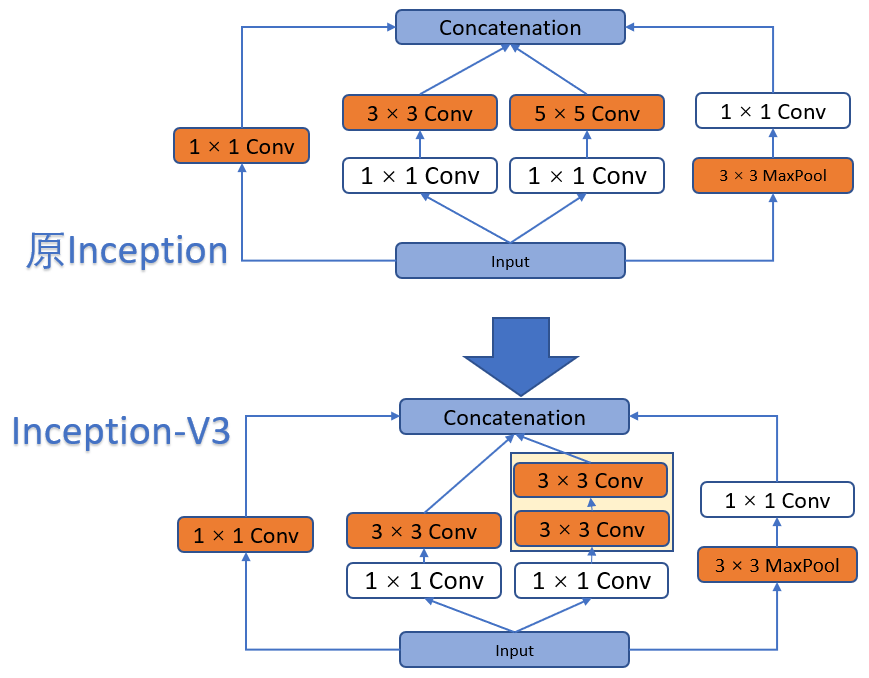 Concatenation
3 × 3 Conv
5 × 5 Conv
1 × 1 Conv
1 × 1 Conv
1 × 1 Conv
1 × 1 Conv
3 × 3 MaxPool
原Inception
Input
Inception-V3
Concatenation
3 × 3 Conv
1 × 1 Conv
1 × 1 Conv
3 × 3 Conv
3 × 3 Conv
3 × 3 MaxPool
1 × 1 Conv
1 × 1 Conv
Input